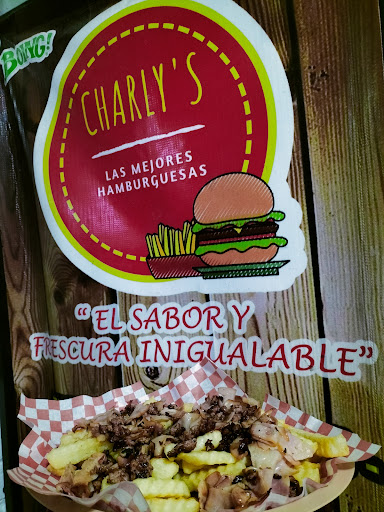 BOING!
CHARLY'S
LAS MEJORES
HAMBURGUESAS
"EL SABOR Y
FRESCURA INIGUALABLE"